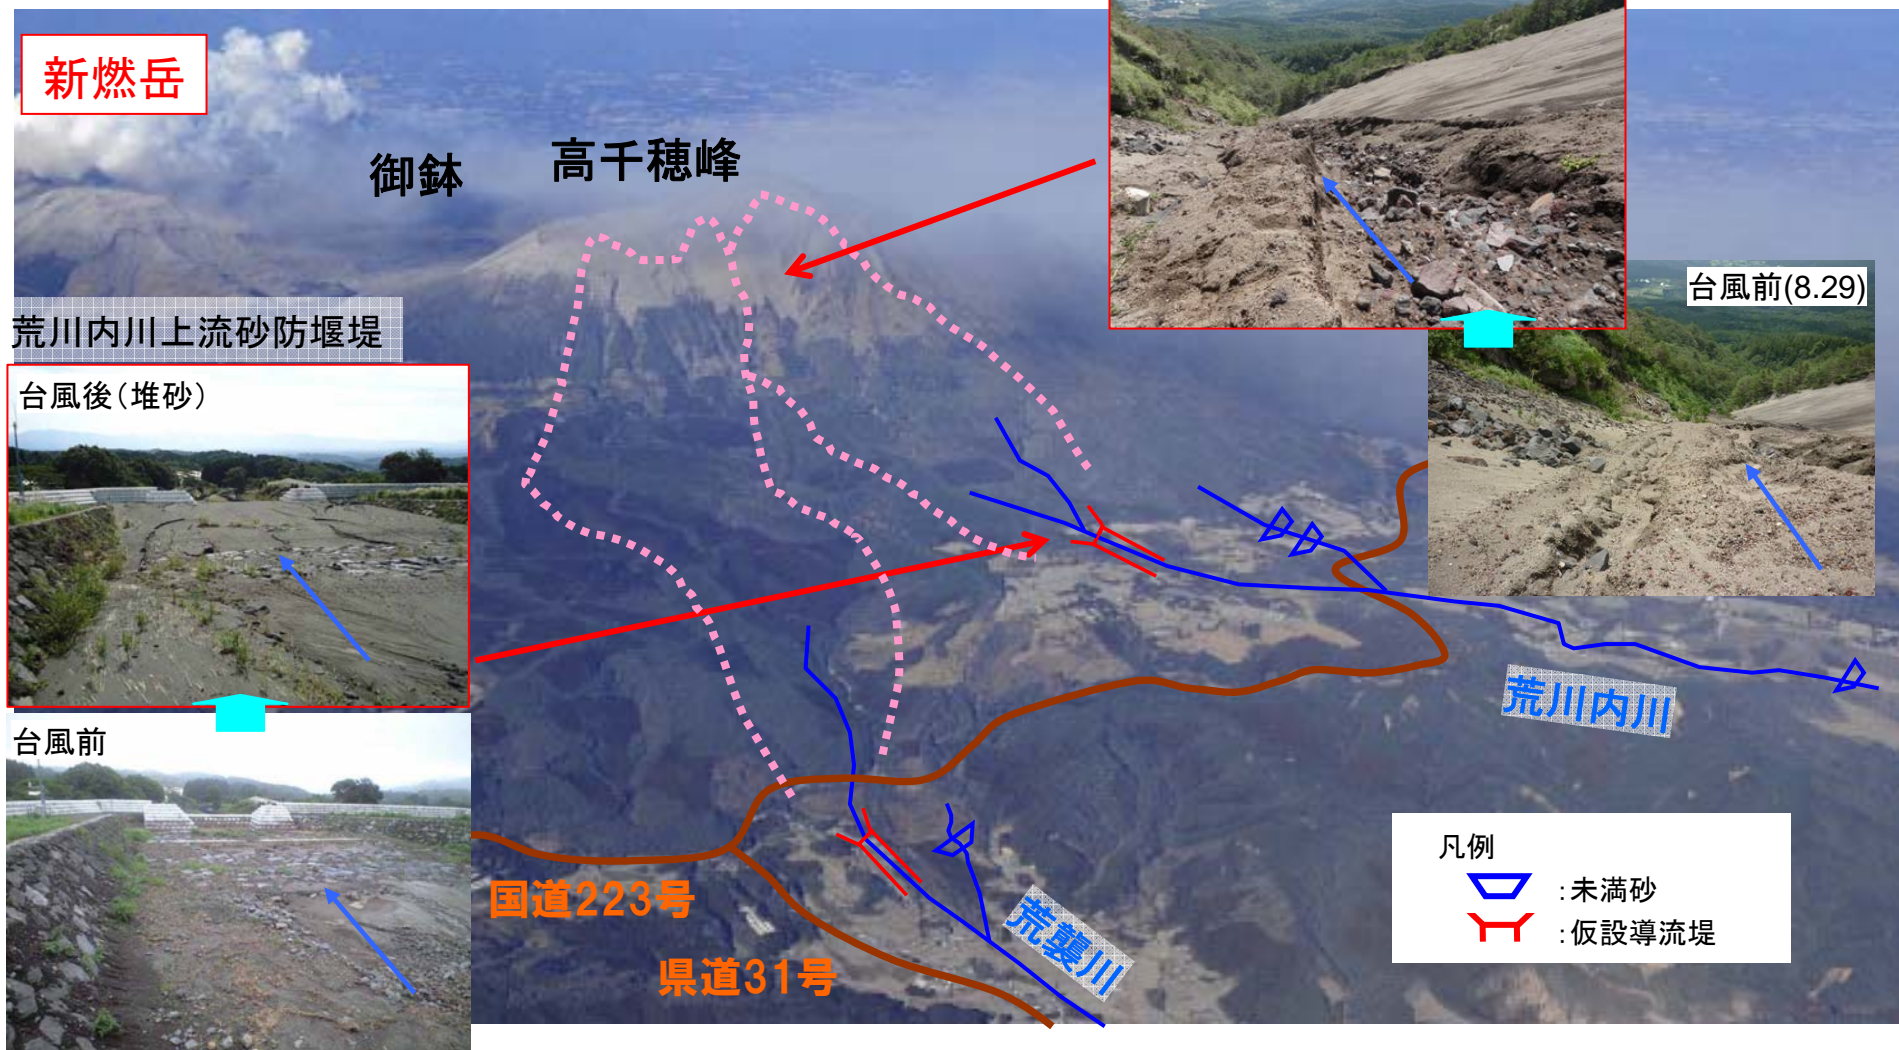 新燃岳
御鉢
高千穂峰
台風前(8.29)
荒川内川上流砂防堰堤
台風後(堆砂)
台風前
荒川内川
国道223号
県道31号
荒襲川
凡例
:未満砂
:仮設導流堤